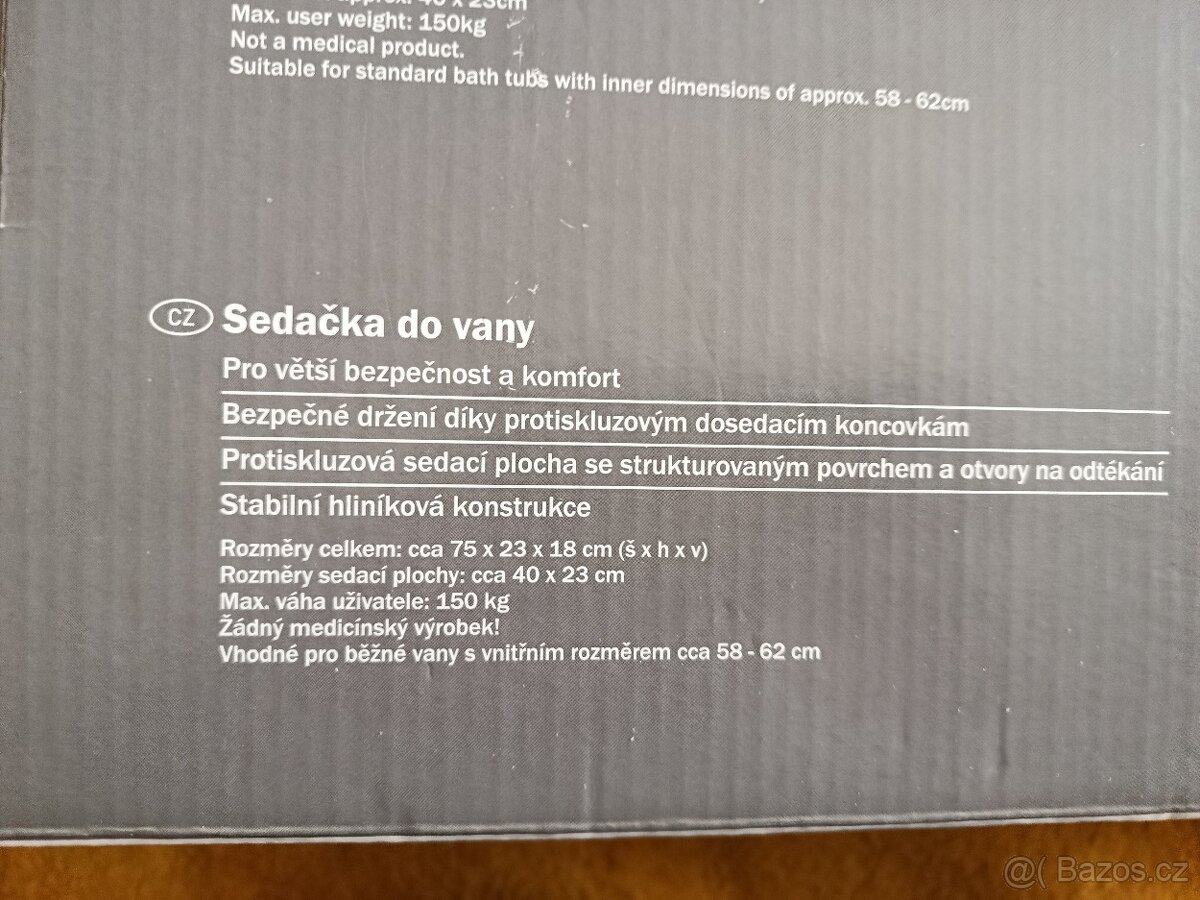 approx. 40 x 23cm
Max. user weight: 150kg
Not a medical product.
Suitable for standard bath tubs with inner dimensions of approx. 58 - 62cm
CZ Sedačka do vany
Pro větší bezpečnost a komfort
Bezpečné držení díky protiskluzovým dosedacím koncovkám
Protiskluzová sedací plocha se strukturovaným povrchem a otvory na odtékání
Stabilní hliníková konstrukce
Rozměry celkem: cca 75 x 23 x 18 cm (š x h x v)
Rozměry sedací plochy: cca 40 x 23 cm
Max. váha uživatele: 150 kg
Žádný medicínský výrobek!
Vhodné pro běžné vany s vnitřním rozměrem cca 58 - 62 cm
@( Bazos.cz